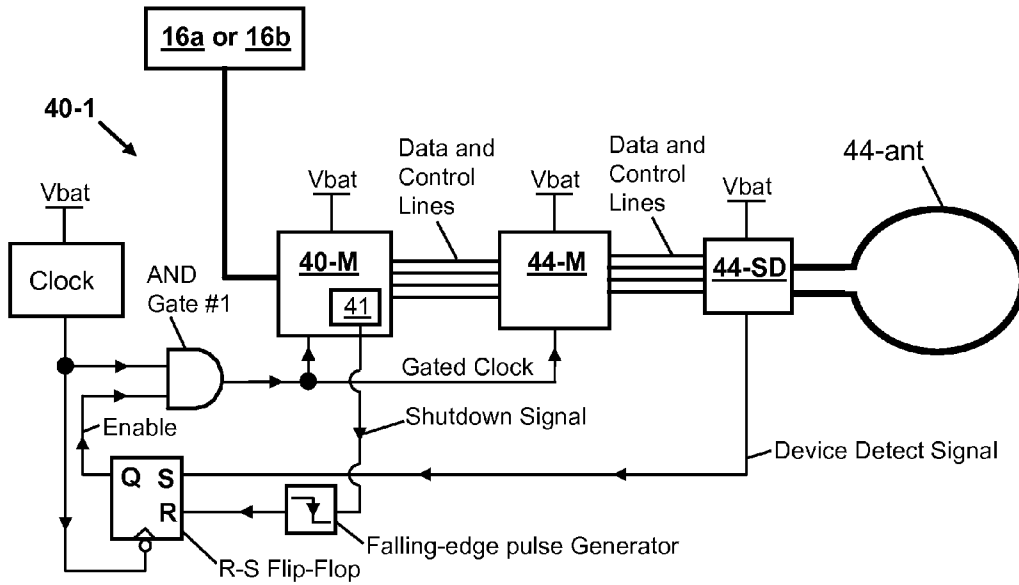 16a or 16b
40-1
Vbat
Clock
AND
Gate #1
Vbat
40-M
41
Data and
Control
Lines
Vbat
44-M
Data and
Control
Lines
Vbat
44-SD
44-ant
Gated Clock
Shutdown Signal
Enable
Device Detect Signal
Q S
R
Falling-edge pulse Generator
R-S Flip-Flop